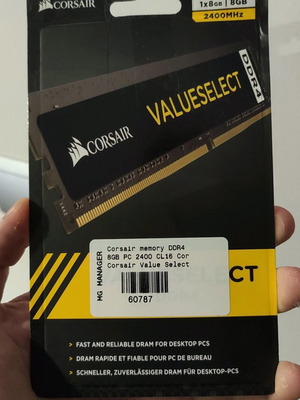 CORSAIR
1x8GB | 8GB
2400MHz
DDR4
VALUESELECT
CORSAIR
MG MANAGER
Corsair memory DDR4
8GB PC 2400 CL16 Cor
Corsair Value Select
60787
ECT
> FAST AND RELIABLE DRAM FOR DESKTOP PCS
> DRAM RAPIDE ET FIABLE POUR PC DE BUREAU
> SCHNELLER, ZUVERLÄSSIGER DRAM FÜR DESKTOP-PCS